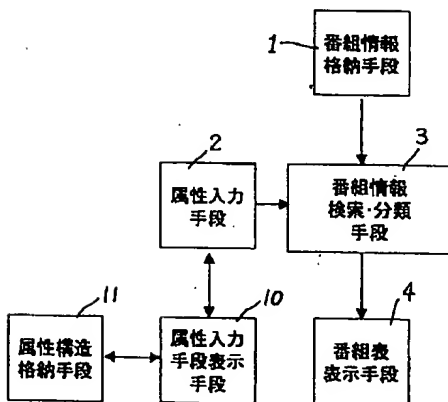 1
番組情報
格納手段
2
属性入力
手段
3
番組情報
検索・分類
手段
11
属性構造
格納手段
10
属性入力
手段表示
手段
4
番組表
表示手段